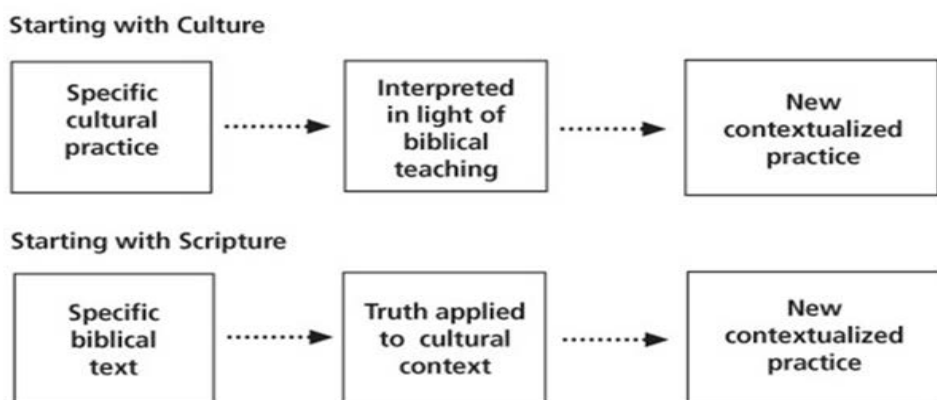 Starting with Culture
Specific
cultural
practice
Interpreted
in light of
biblical
teaching
New
contextualized
practice
Starting with Scripture
Specific
biblical
text
Truth applied
to cultural
context
New
contextualized
practice